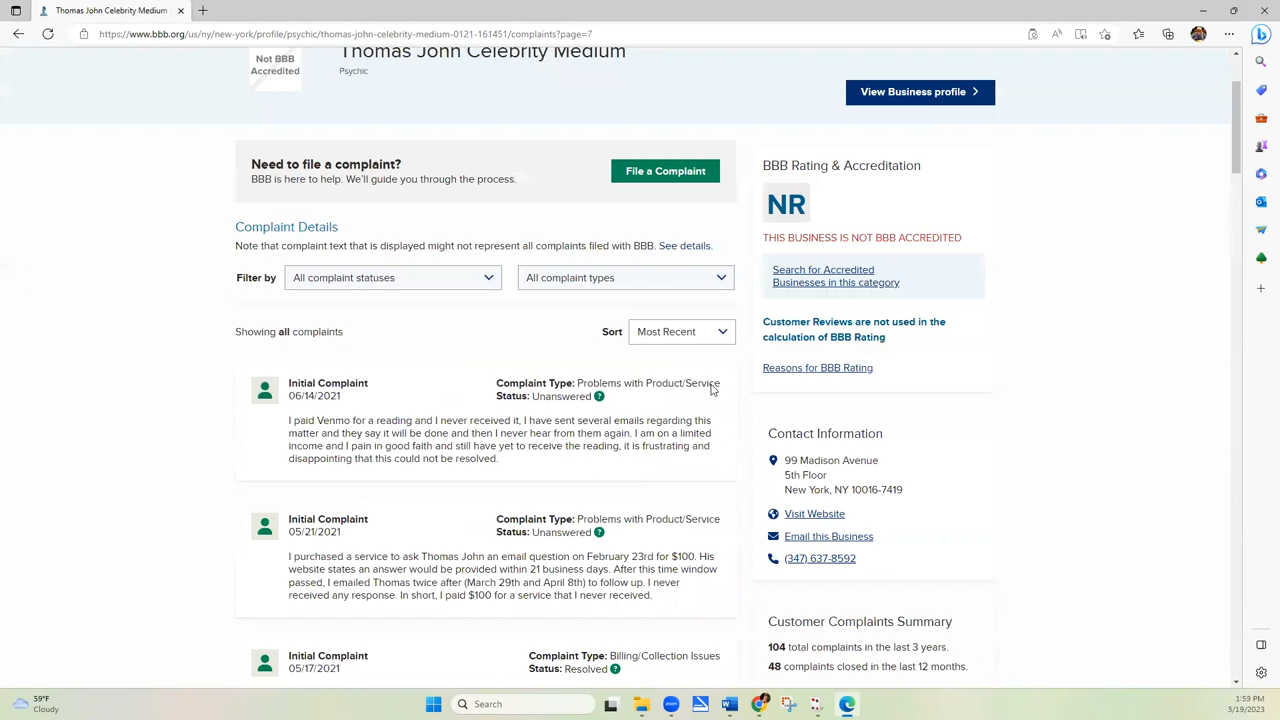 Thomas John Celebrity Medium
https://www.bbb.org/us/ny/new-york/profile/psychic/thomas-john-celebrity-medium-0121-161451/complaints?page=7
Not BBB
Accredited
Thomas John Celebrity Medium
Psychic
View Business profile
Need to file a complaint?
BBB is here to help. We'll guide you through the process.
File a Complaint
Complaint Details
Note that complaint text that is displayed might not represent all complaints filed with BBB. See details.
Filter by
All complaint statuses
All complaint types
Showing all complaints
Sort
Most Recent
Initial Complaint
06/14/2021
Complaint Type: Problems with Product/Service
Status: Unanswered ?
I paid Venmo for a reading and I never received it, I have sent several emails regarding this
matter and they say it will be done and then I never hear from them again. I am on a limited
income and I pain in good faith and still have yet to receive the reading, it is frustrating and
disappointing that this could not be resolved.
Initial Complaint
05/21/2021
Complaint Type: Problems with Product/Service
Status: Unanswered ?
I purchased a service to ask Thomas John an email question on February 23rd for $100. His
website states an answer would be provided within 21 business days. After this time window
passed, I emailed Thomas twice after (March 29th and April 8th) to follow up. I never
received any response. In short, I paid $100 for a service that I never received.
Initial Complaint
05/17/2021
Complaint Type: Billing/Collection Issues
Status: Resolved ?
BBB Rating & Accreditation
NR
THIS BUSINESS IS NOT BBB ACCREDITED
Search for Accredited
Businesses in this category
Customer Reviews are not used in the
calculation of BBB Rating
Reasons for BBB Rating
Contact Information
99 Madison Avenue
5th Floor
New York, NY 10016-7419
Visit Website
Email this Business
(347) 637-8592
Customer Complaints Summary
104 total complaints in the last 3 years.
48 complaints closed in the last 12 months.
59°F
Cloudy
Search
1:59 PM
3/19/2023